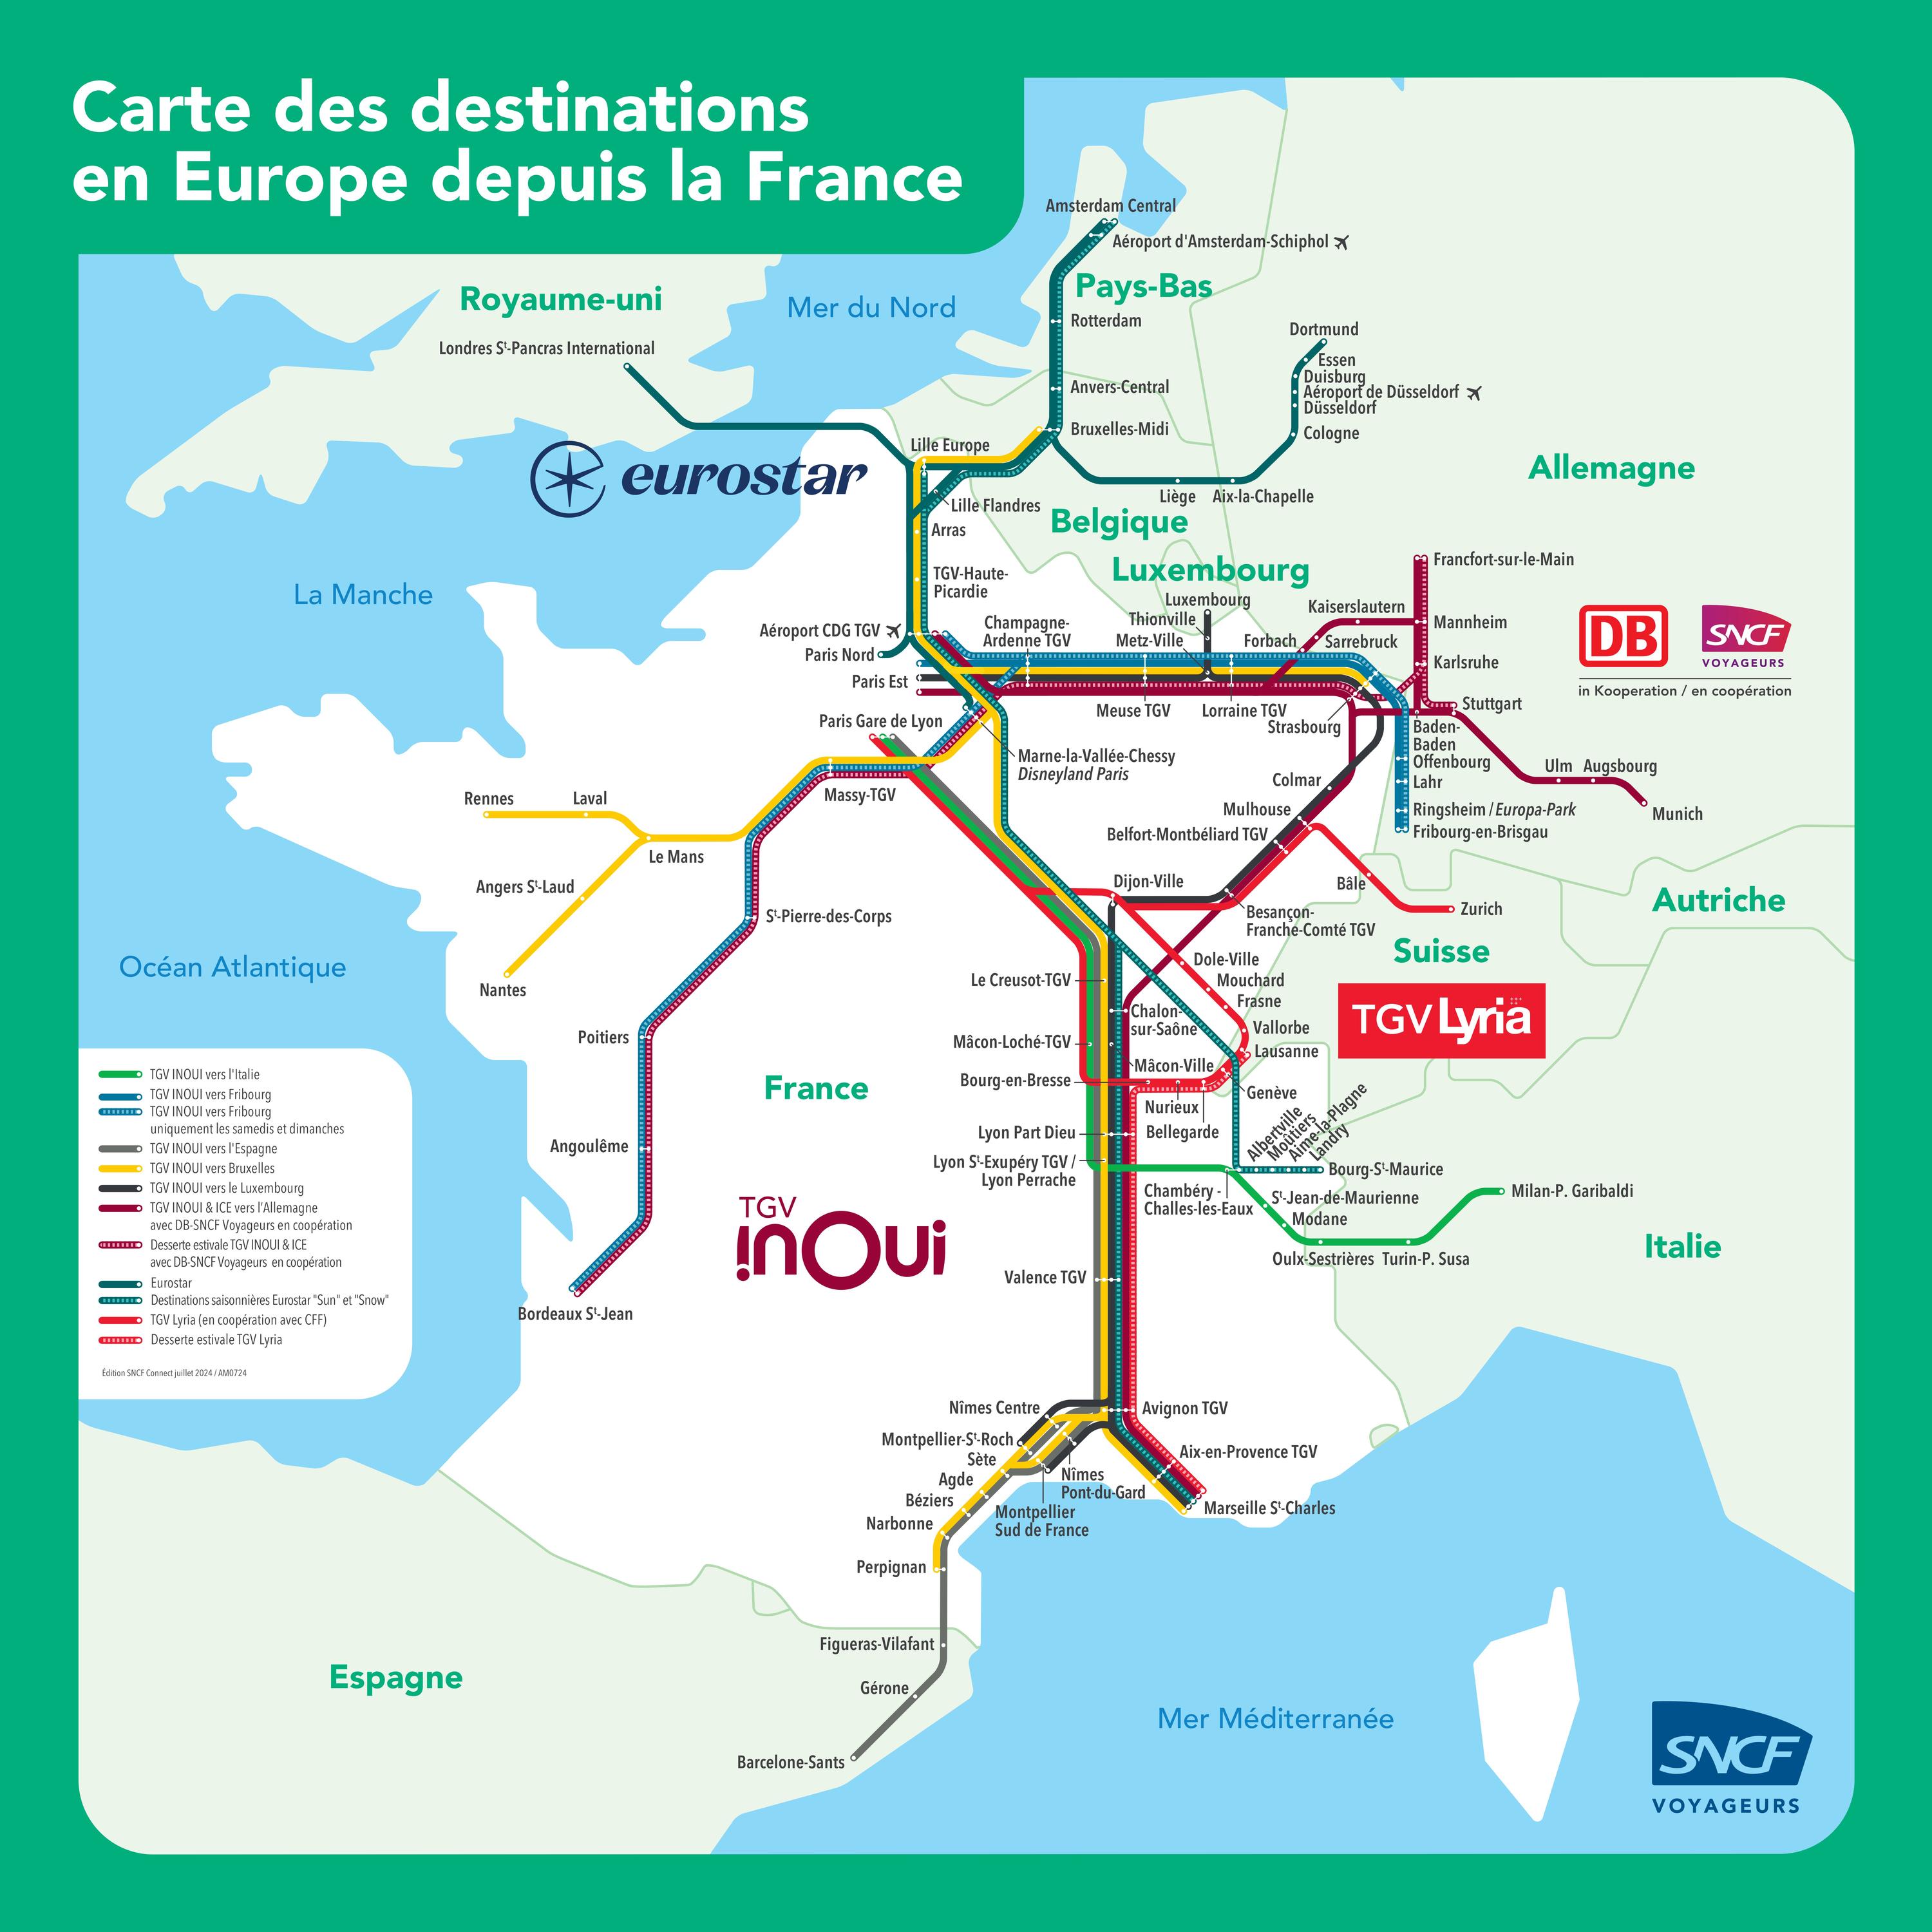 Carte des destinations
en Europe depuis la France
Amsterdam Central
Aéroport d'Amsterdam-Schiphol
Pays-Bas
Royaume-uni
Mer du Nord
Rotterdam
Dortmund
Londres St-Pancras International
Essen
Duisburg
Aéroport de Düsseldorf
Düsseldorf
Anvers-Central
Bruxelles-Midi
Cologne
Lille Europe
Allemagne
eurostar
Liège
Aix-la-Chapelle
Lille Flandres
Belgique
Arras
Luxembourg
Francfort-sur-le-Main
TGV-Haute-
Picardie
La Manche
Luxembourg
Kaiserslautern
Thionville
Champagne-
Ardenne TGV
Mannheim
Aéroport CDG TGV
Metz-Ville
Forbach
Sarrebruck
DB
SNCF
VOYAGEURS
Paris Nord
Karlsruhe
Paris Est
in Kooperation / en coopération
Stuttgart
Meuse TGV
Lorraine TGV
Paris Gare de Lyon
Strasbourg
Baden-
Baden
Marne-la-Vallée-Chessy
Disneyland Paris
Offenbourg
Ulm
Augsbourg
Colmar
Lahr
Massy-TGV
Rennes
Laval
Mulhouse
Ringsheim / Europa-Park
Munich
Belfort-Montbéliard TGV
Fribourg-en-Brisgau
Le Mans
Dijon-Ville
Bâle
Angers St-Laud
Autriche
Zurich
St-Pierre-des-Corps
Besançon-
Franche-Comté TGV
Suisse
Océan Atlantique
Dole-Ville
Le Creusot-TGV
Mouchard
Nantes
Frasne
TGV Lyria
Chalon-
sur-Saône
Vallorbe
Poitiers
Mâcon-Loché-TGV
Lausanne
Mâcon-Ville
Bourg-en-Bresse
France
Genève
Nurieux
Bellegarde
Lyon Part Dieu
Albertville
Moûtiers
Aime-la-Plagne
Landry
Angoulême
Lyon St-Exupéry TGV /
Lyon Perrache
Bourg-St-Maurice
Chambéry -
Challes-les-Eaux
St-Jean-de-Maurienne
Milan-P. Garibaldi
Modane
TGV
inOui
Oulx-Sestrières
Turin-P. Susa
Italie
Valence TGV
Bordeaux St-Jean
TGV INOUI vers l'Italie
TGV INOUI vers Fribourg
TGV INOUI vers Fribourg
uniquement les samedis et dimanches
TGV INOUI vers l'Espagne
TGV INOUI vers Bruxelles
TGV INOUI vers le Luxembourg
TGV INOUI & ICE vers l'Allemagne
avec DB-SNCF Voyageurs en coopération
Desserte estivale TGV INOUI & ICE
avec DB-SNCF Voyageurs en coopération
Eurostar
Destinations saisonnières Eurostar "Sun" et "Snow"
TGV Lyria (en coopération avec CFF)
Desserte estivale TGV Lyria
Édition SNCF Connect juillet 2024 / AM0724
Nîmes Centre
Avignon TGV
Montpellier-St-Roch
Aix-en-Provence TGV
Sète
Nîmes
Pont-du-Gard
Agde
Béziers
Montpellier
Sud de France
Marseille St-Charles
Narbonne
Perpignan
Figueras-Vilafant
Espagne
Gérone
Mer Méditerranée
Barcelone-Sants
SNCF
VOYAGEURS